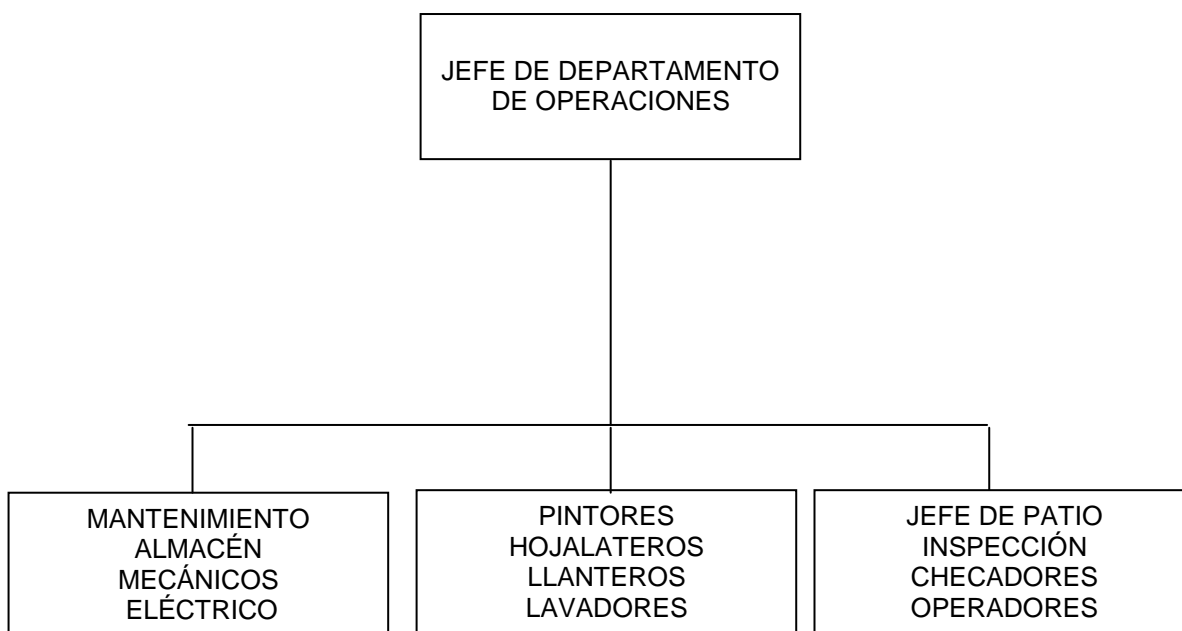 JEFE DE DEPARTAMENTO
DE OPERACIONES
MANTENIMIENTO
ALMACÉN
MECÁNICOS
ELÉCTRICO
PINTORES
HOJALATEROS
LLANTEROS
LAVADORES
JEFE DE PATIO
INSPECCIÓN
CHECADORES
OPERADORES